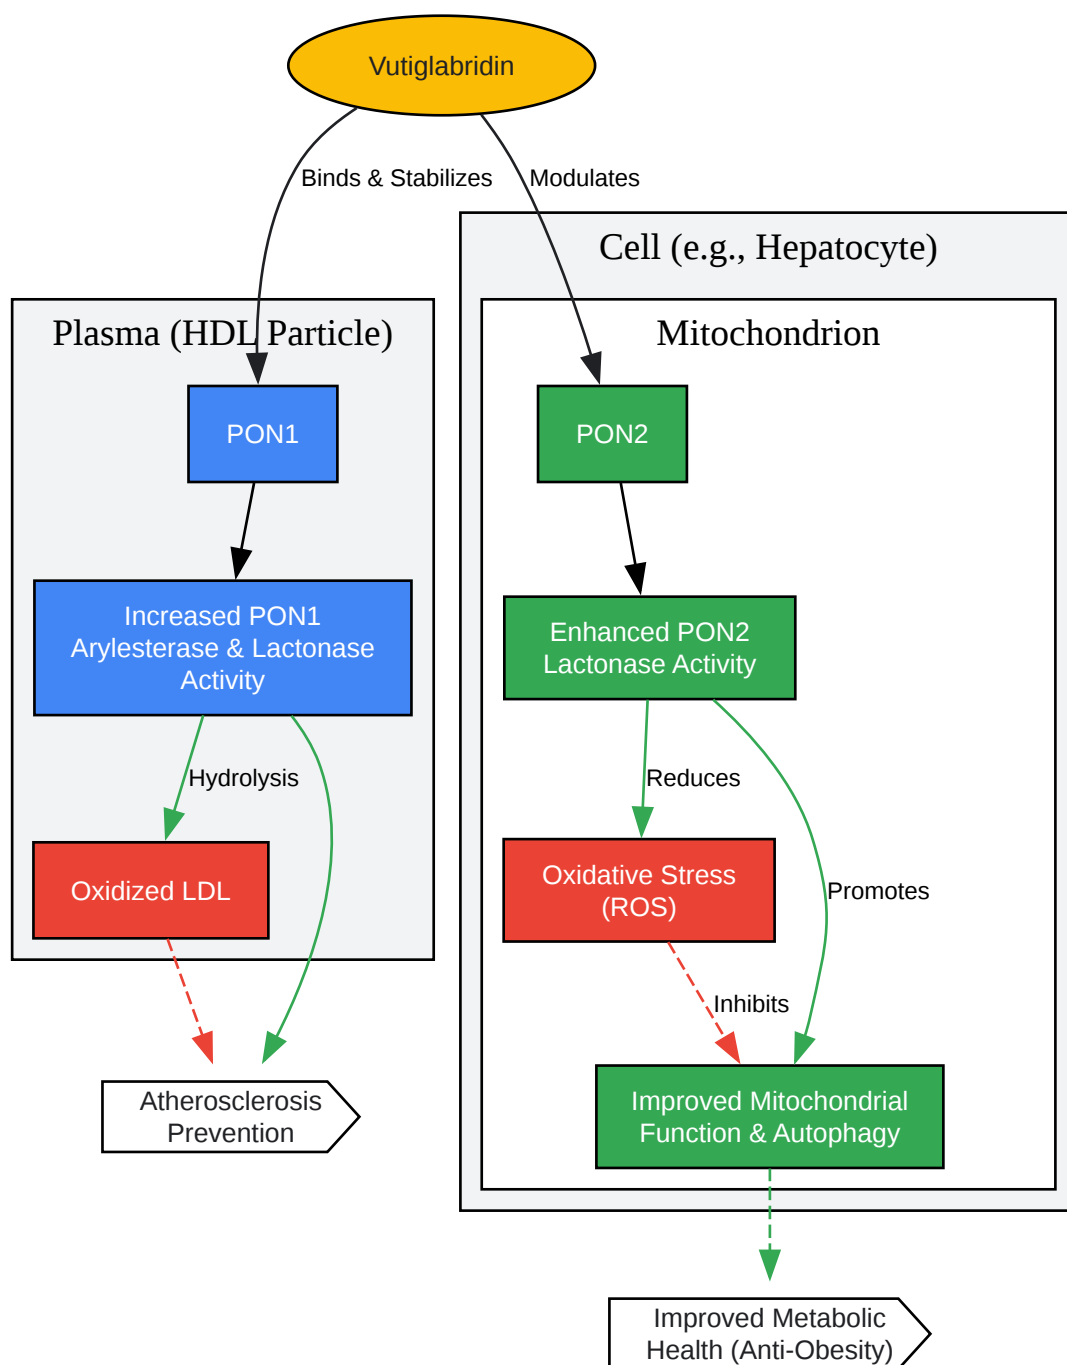 Vutiglabridin
Binds & Stabilizes
Modulates
Cell (e.g., Hepatocyte)
Plasma (HDL Particle)
Mitochondrion
PON1
PON2
Increased PON1
Arylesterase & Lactonase
Activity
Enhanced PON2
Lactonase Activity
Hydrolysis
Reduces
Oxidized LDL
Oxidative Stress
(ROS)
Promotes
Inhibits
Atherosclerosis
Prevention
Improved Mitochondrial
Function & Autophagy
Improved Metabolic
Health (Anti-Obesity)